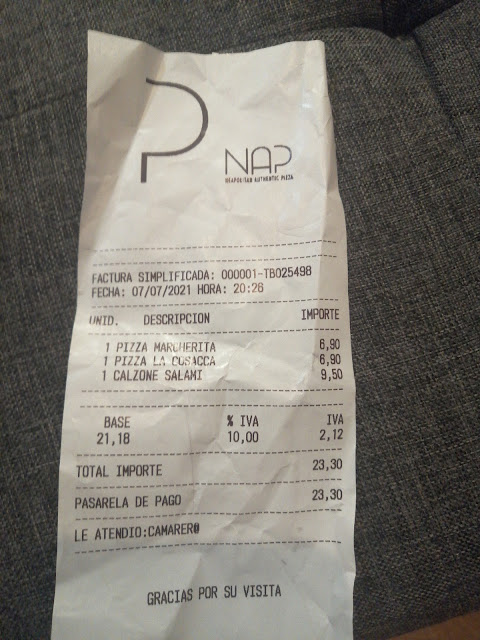 P
NAP
NEAPOLITAN AUTHENTIC PIZZA
FACTURA SIMPLIFICADA: 000001-TB025498
FECHA: 07/07/2021 HORA: 20:26
UNID. DESCRIPCION IMPORTE
1 PIZZA MARGHERITA 6,90
1 PIZZA LA COSACCA 6,90
1 CALZONE SALAMI 9,50
BASE % IVA IVA
21,18 10,00 2,12
TOTAL IMPORTE 23,30
PASARELA DE PAGO 23,30
LE ATENDIO:CAMARER@
GRACIAS POR SU VISITA